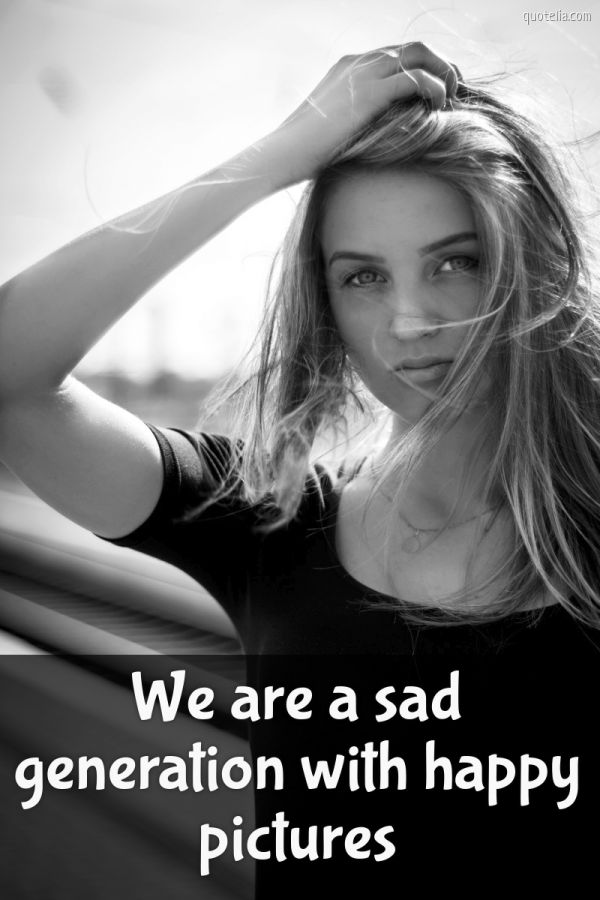 quotelia.com
We are a sad
generation with happy
pictures